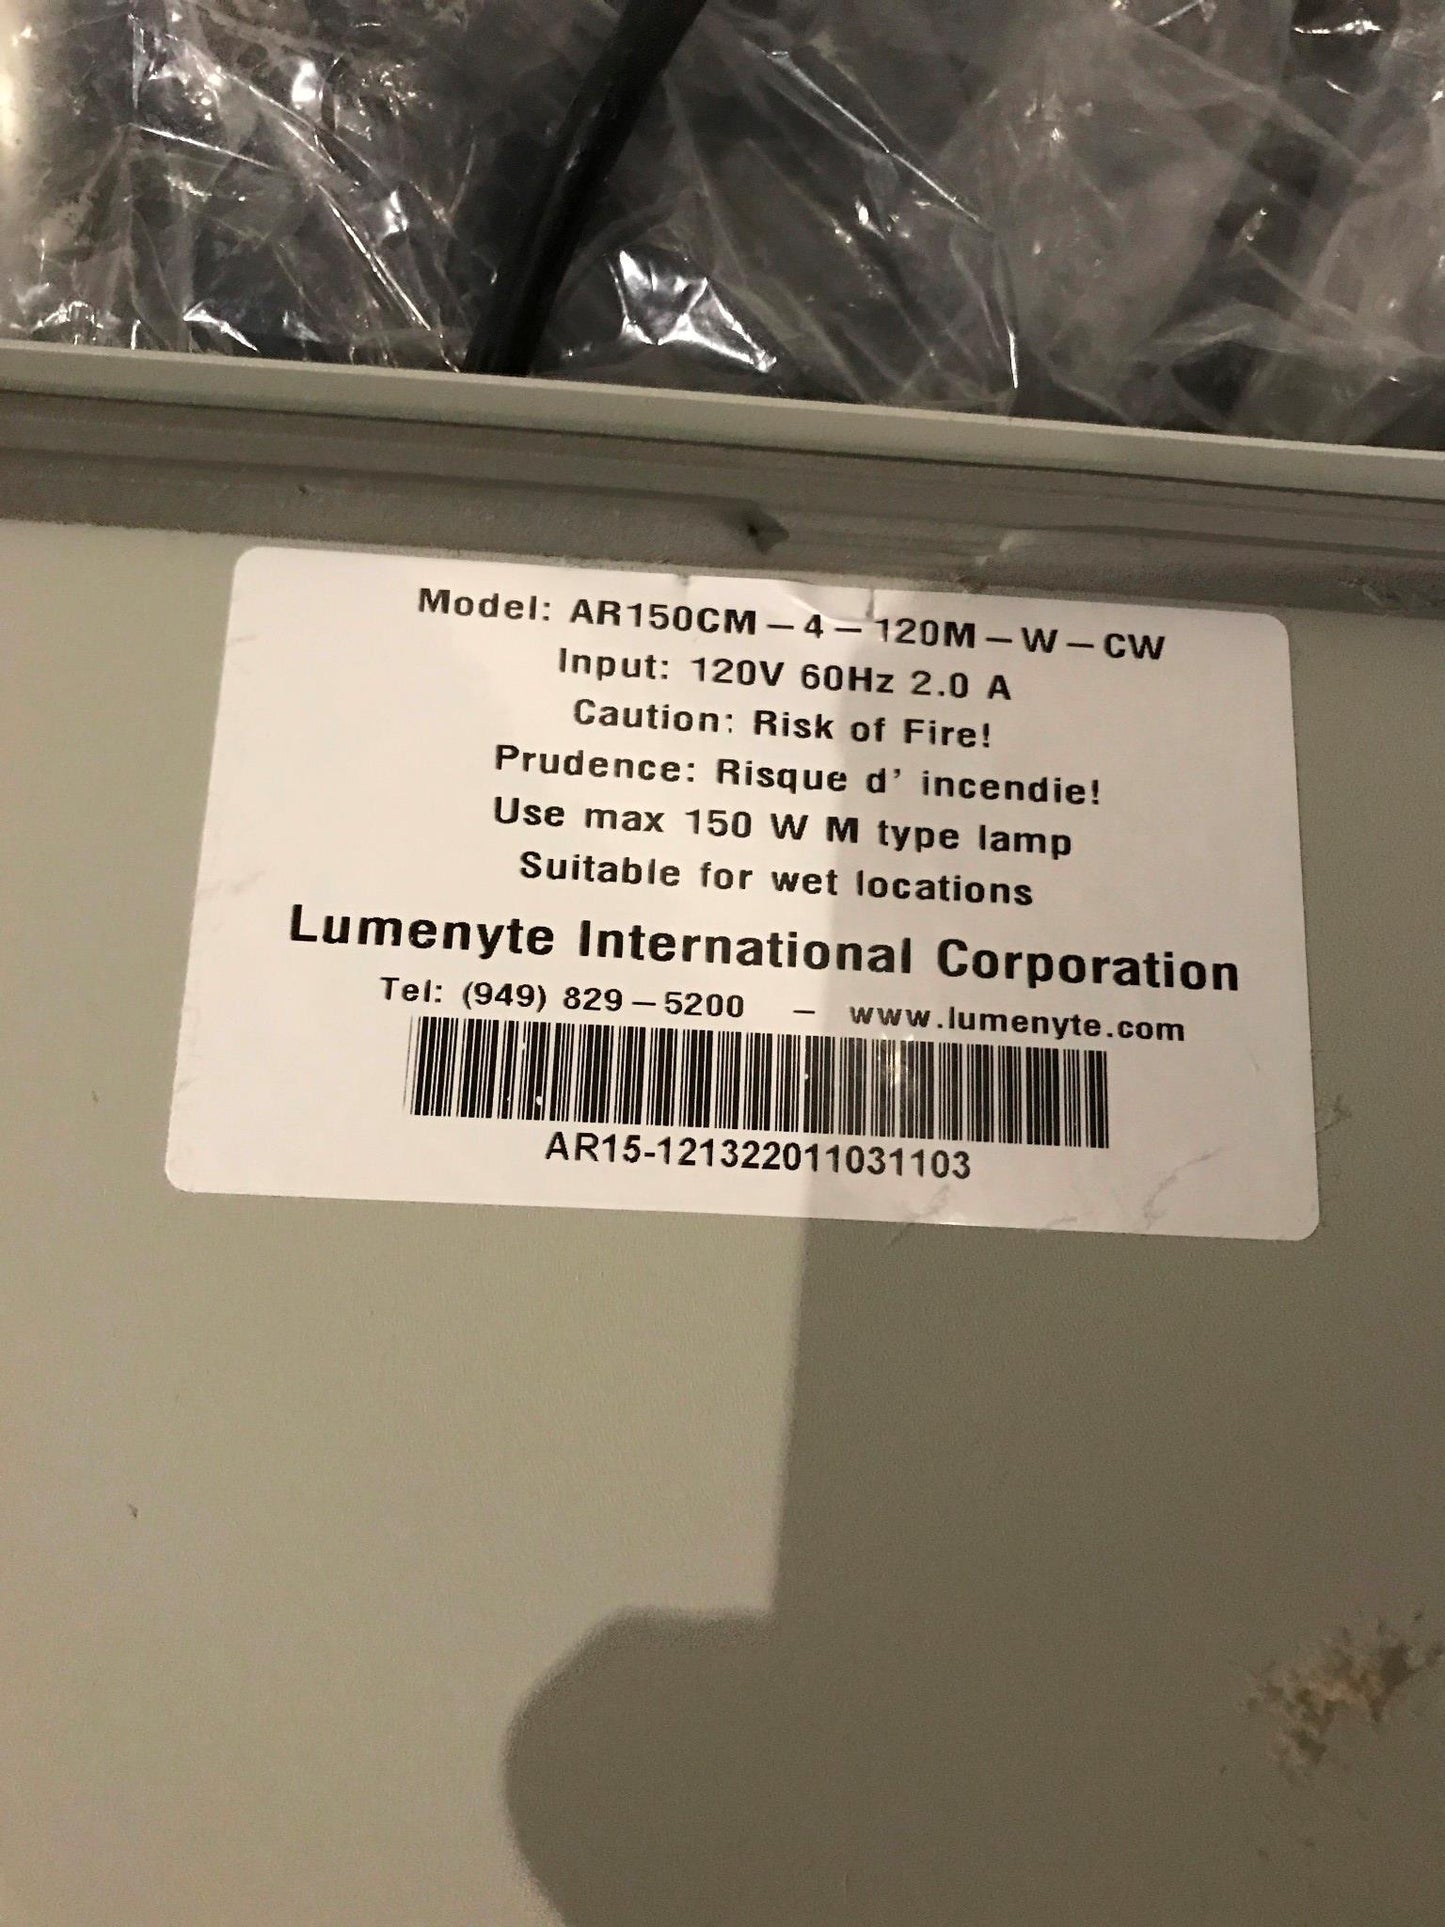 Model: AR150CM – 4 – 120M – W – CW
Input: 120V 60Hz 2.0 A
Caution: Risk of Fire!
Prudence: Risque d' incendie!
Use max 150 W M type lamp
Suitable for wet locations
Lumenyte International Corporation
Tel: (949) 829 – 5200 – www.lumenyte.com
AR15-121322011031103